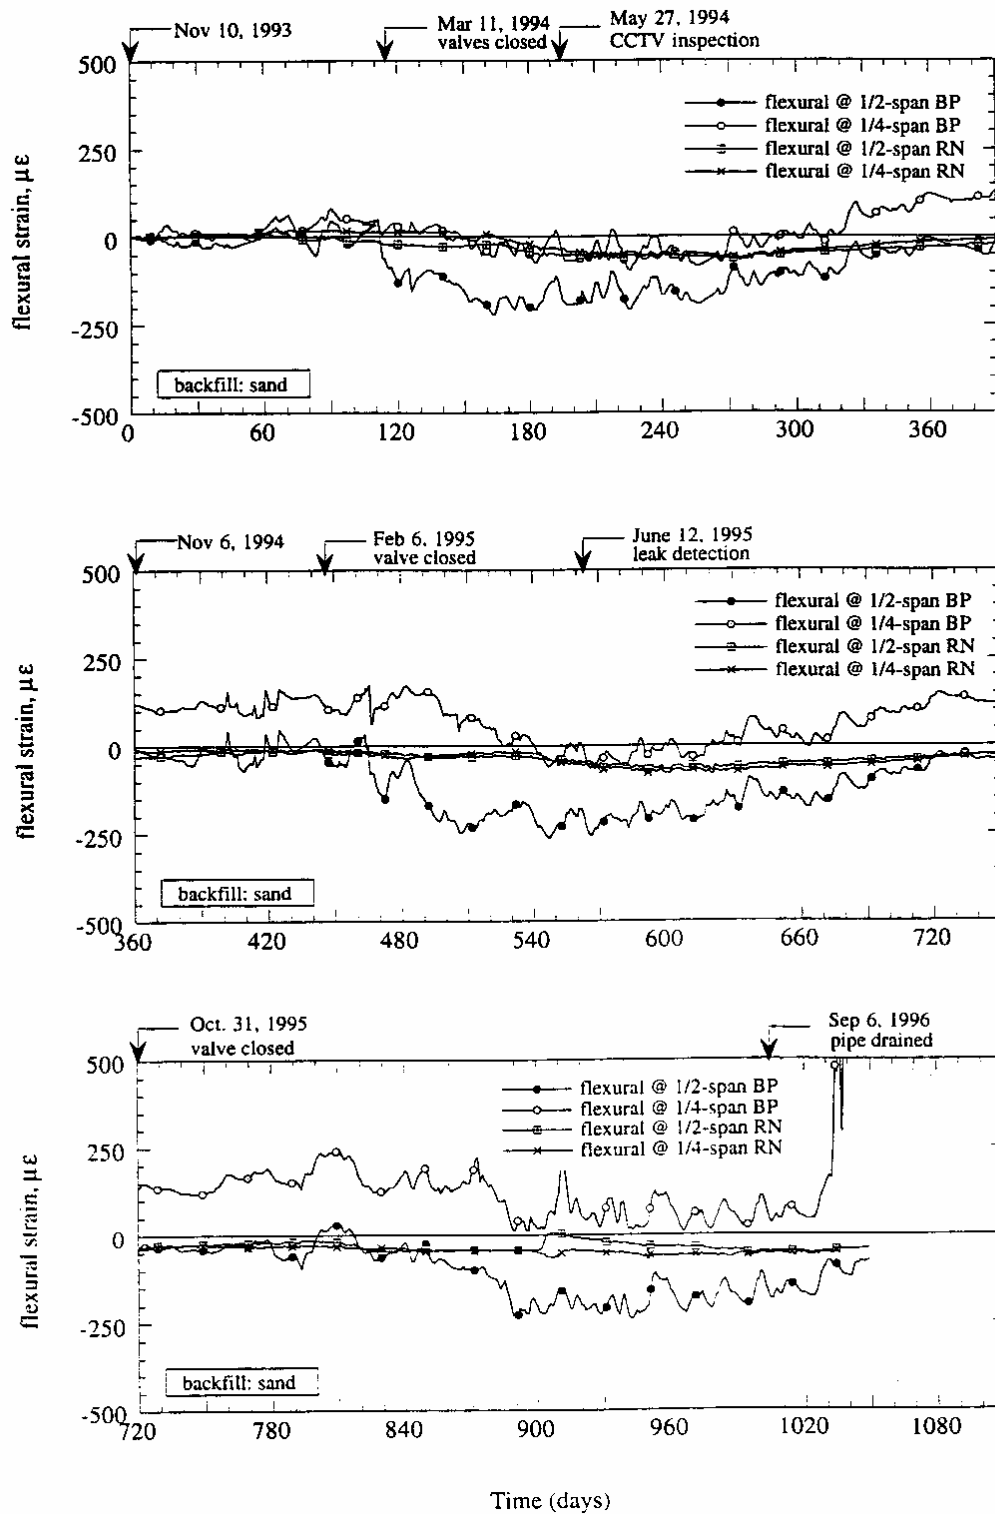 Nov 10, 1993
Mar 11, 1994
valves closed
May 27, 1994
CCTV inspection
500
250
0
-250
-500
flexural strain, µε
flexural @ 1/2-span BP
flexural @ 1/4-span BP
flexural @ 1/2-span RN
flexural @ 1/4-span RN
backfill: sand
0 60 120 180 240 300 360
Nov 6, 1994
Feb 6, 1995
valve closed
June 12, 1995
leak detection
500
250
0
-250
-500
flexural strain, µε
flexural @ 1/2-span BP
flexural @ 1/4-span BP
flexural @ 1/2-span RN
flexural @ 1/4-span RN
backfill: sand
360 420 480 540 600 660 720
Oct. 31, 1995
valve closed
Sep 6, 1996
pipe drained
500
250
0
-250
-500
flexural strain, µε
flexural @ 1/2-span BP
flexural @ 1/4-span BP
flexural @ 1/2-span RN
flexural @ 1/4-span RN
backfill: sand
720 780 840 900 960 1020 1080
Time (days)